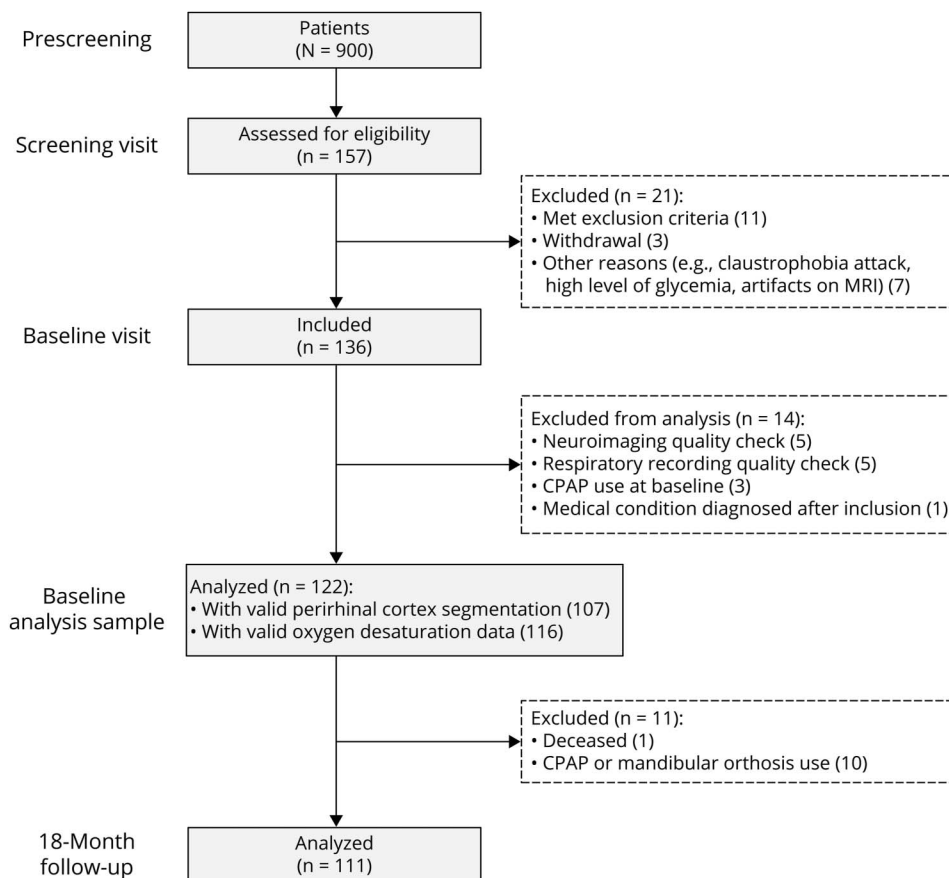 Prescreening
Patients
(N = 900)
Screening visit
Assessed for eligibility
(n = 157)
Excluded (n = 21):
• Met exclusion criteria (11)
• Withdrawal (3)
• Other reasons (e.g., claustrophobia attack,
high level of glycemia, artifacts on MRI) (7)
Baseline visit
Included
(n = 136)
Excluded from analysis (n = 14):
• Neuroimaging quality check (5)
• Respiratory recording quality check (5)
• CPAP use at baseline (3)
• Medical condition diagnosed after inclusion (1)
Baseline
analysis sample
Analyzed (n = 122):
• With valid perirhinal cortex segmentation (107)
• With valid oxygen desaturation data (116)
Excluded (n = 11):
• Deceased (1)
• CPAP or mandibular orthosis use (10)
18-Month
follow-up
Analyzed
(n = 111)